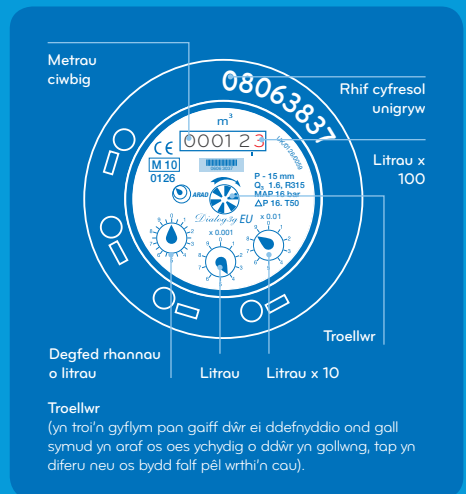 Metrau
ciwbig
08063837
Rhif cyfresol
unigryw
m³
000123
Litrau x
100
CE
M 10
0126
P - 15 mm
Q₃ 1.6, R315
MAP 16 bar
△P 16. T50
ARAD
Dialog3g EU
x 0.001
x 0.01
Troellwr
Degfed rhannau
o litrau
Litrau
Litrau x 10
Troellwr
(yn troi'n gyflym pan gaiff dŵr ei ddefnyddio ond gall
symud yn araf os oes ychydig o ddŵr yn gollwng, tap yn
diferu neu os bydd falf pêl wrthi'n cau).